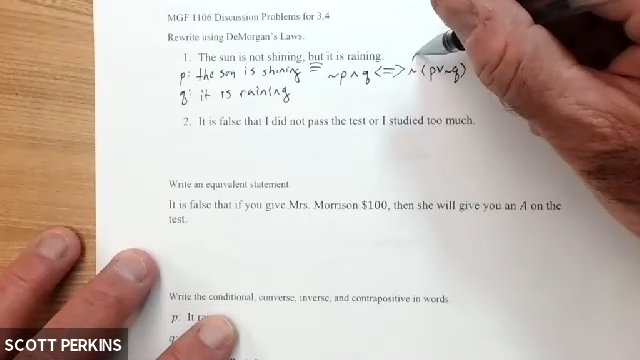 MGF 1106 Discussion Problems for 3.4
Rewrite using DeMorgan's Laws.
1. The sun is not shining, but it is raining.
p: the sun is shining = ~p ∧ q <=> ~(p∨~q)
q: it is raining
2. It is false that I did not pass the test or I studied too much.
Write an equivalent statement.
It is false that if you give Mrs. Morrison $100, then she will give you an A on the
test.
Write the conditional, converse, inverse, and contrapositive in words.
p: It
SCOTT PERKINS